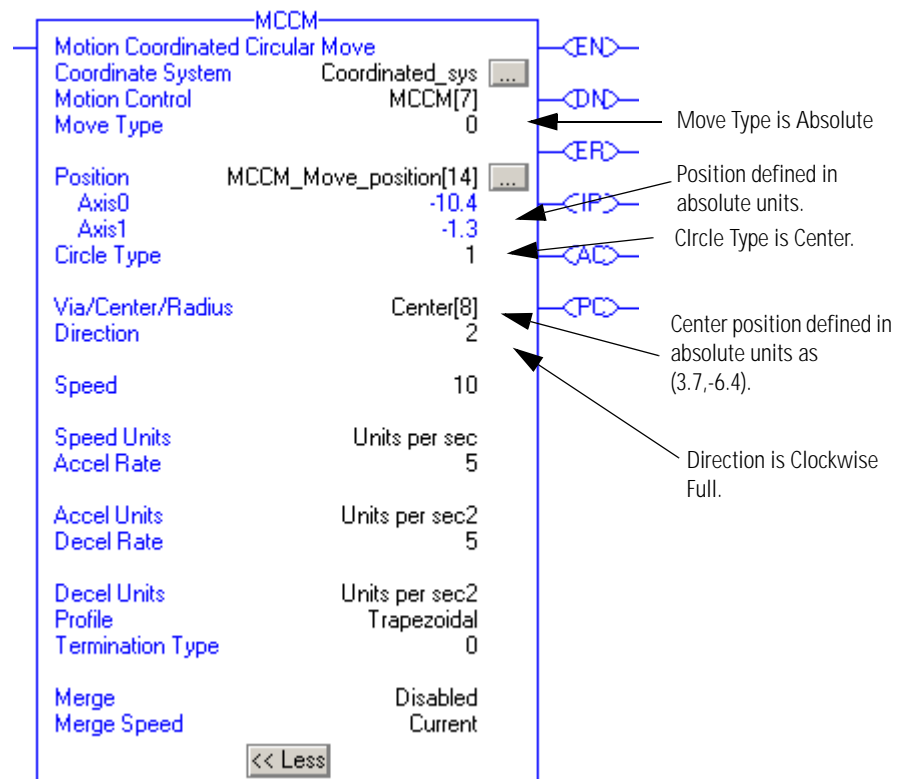 MCCM
Motion Coordinated Circular Move
EN
Coordinate System Coordinated_sys ...
Motion Control MCCM[7]
DN
Move Type 0
Move Type is Absolute
ER
Position MCCM_Move_position[14] ...
Position defined in
absolute units.
Axis0 -10.4
IP
Axis1 -1.3
CIrcle Type is Center.
Circle Type 1
AC
Via/Center/Radius Center[8]
PC
Direction 2
Center position defined in
absolute units as
(3.7,-6.4).
Speed 10
Speed Units Units per sec
Accel Rate 5
Direction is Clockwise
Full.
Accel Units Units per sec2
Decel Rate 5
Decel Units Units per sec2
Profile Trapezoidal
Termination Type 0
Merge Disabled
Merge Speed Current
<< Less